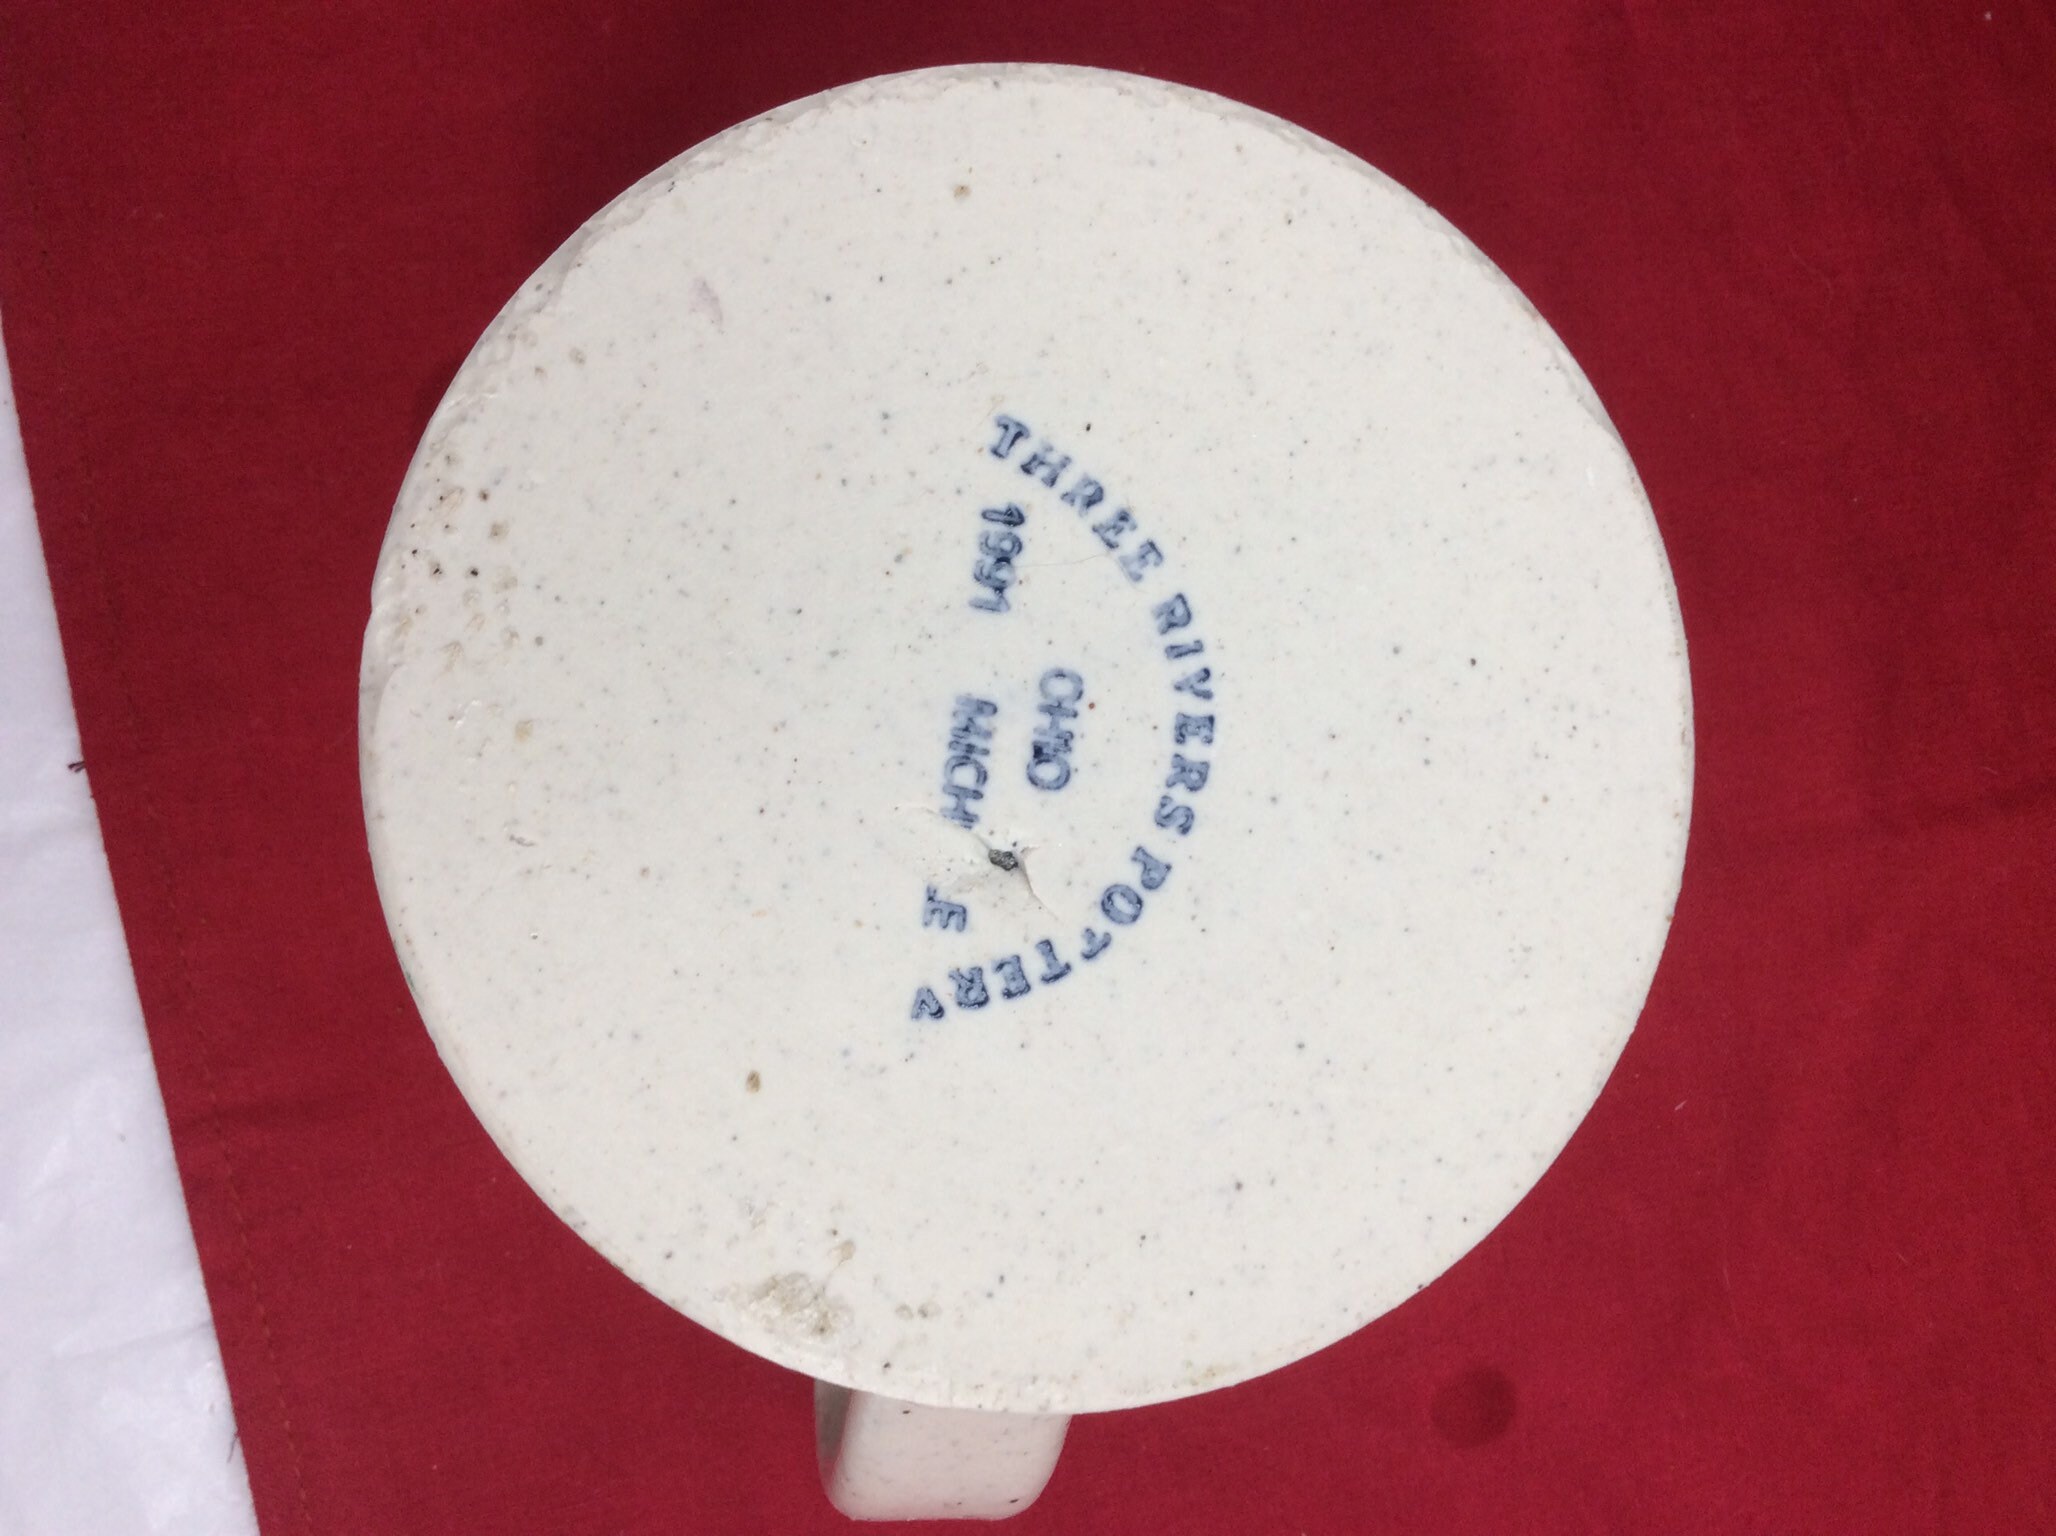 THREE RIVERS POTTERY
OHIO
1991
MICH E